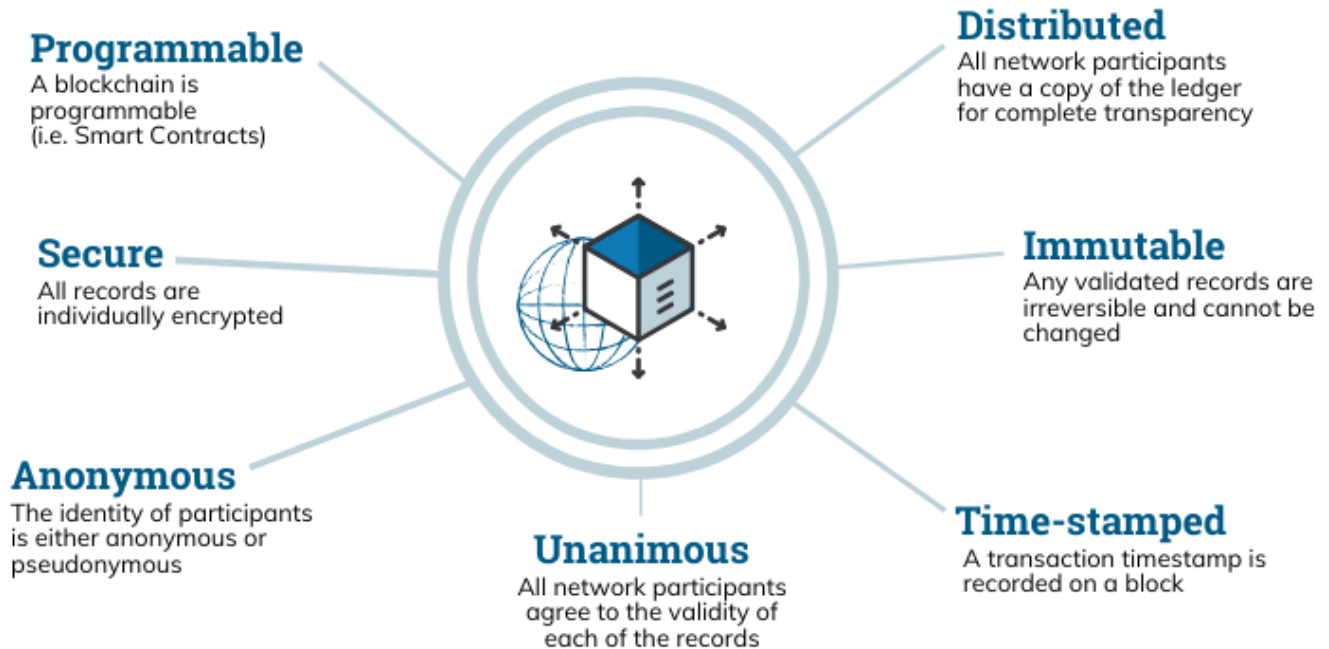 Programmable
A blockchain is
programmable
(i.e. Smart Contracts)
Distributed
All network participants
have a copy of the ledger
for complete transparency
Secure
All records are
individually encrypted
Immutable
Any validated records are
irreversible and cannot be
changed
Anonymous
The identity of participants
is either anonymous or
pseudonymous
Unanimous
All network participants
agree to the validity of
each of the records
Time-stamped
A transaction timestamp is
recorded on a block